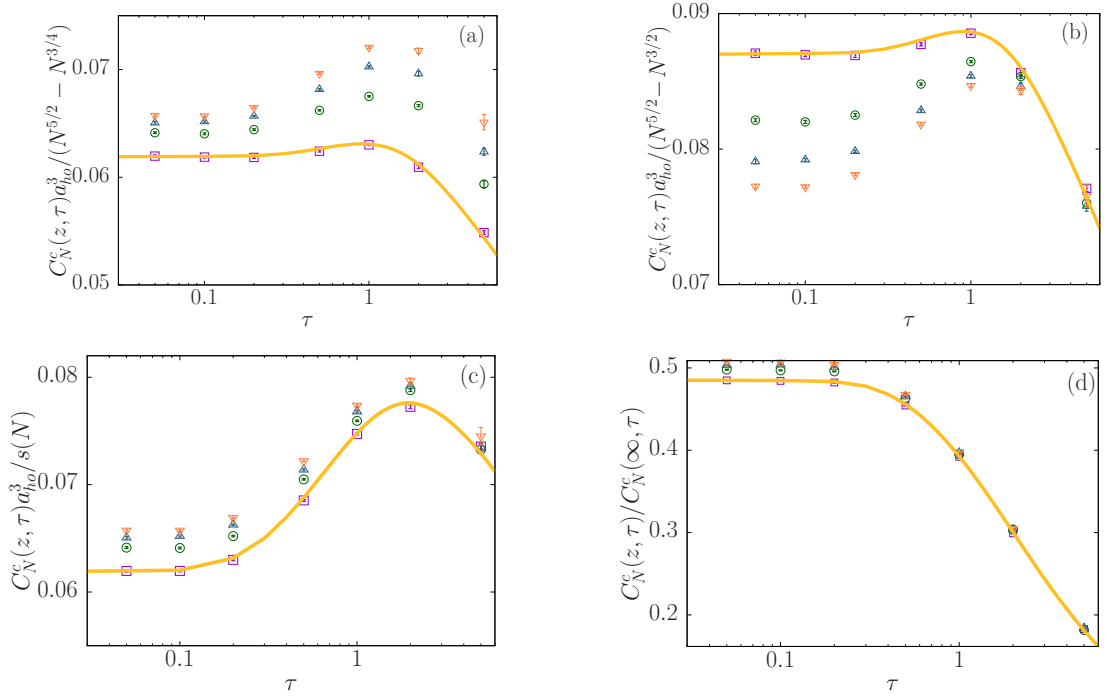 (a)
C_N^c(z, τ)a_{ho}^3/(N^{5/2} − N^{3/4})
0.07
0.06
0.05
0.1
1
τ
(b)
C_N^c(z, τ)a_{ho}^3/(N^{5/2} − N^{3/2})
0.09
0.08
0.07
0.1
1
τ
(c)
C_N^c(z, τ)a_{ho}^3/s(N)
0.08
0.07
0.06
0.1
1
τ
(d)
C_N^c(z, τ)/C_N^c(∞, τ)
0.5
0.4
0.3
0.2
0.1
1
τ